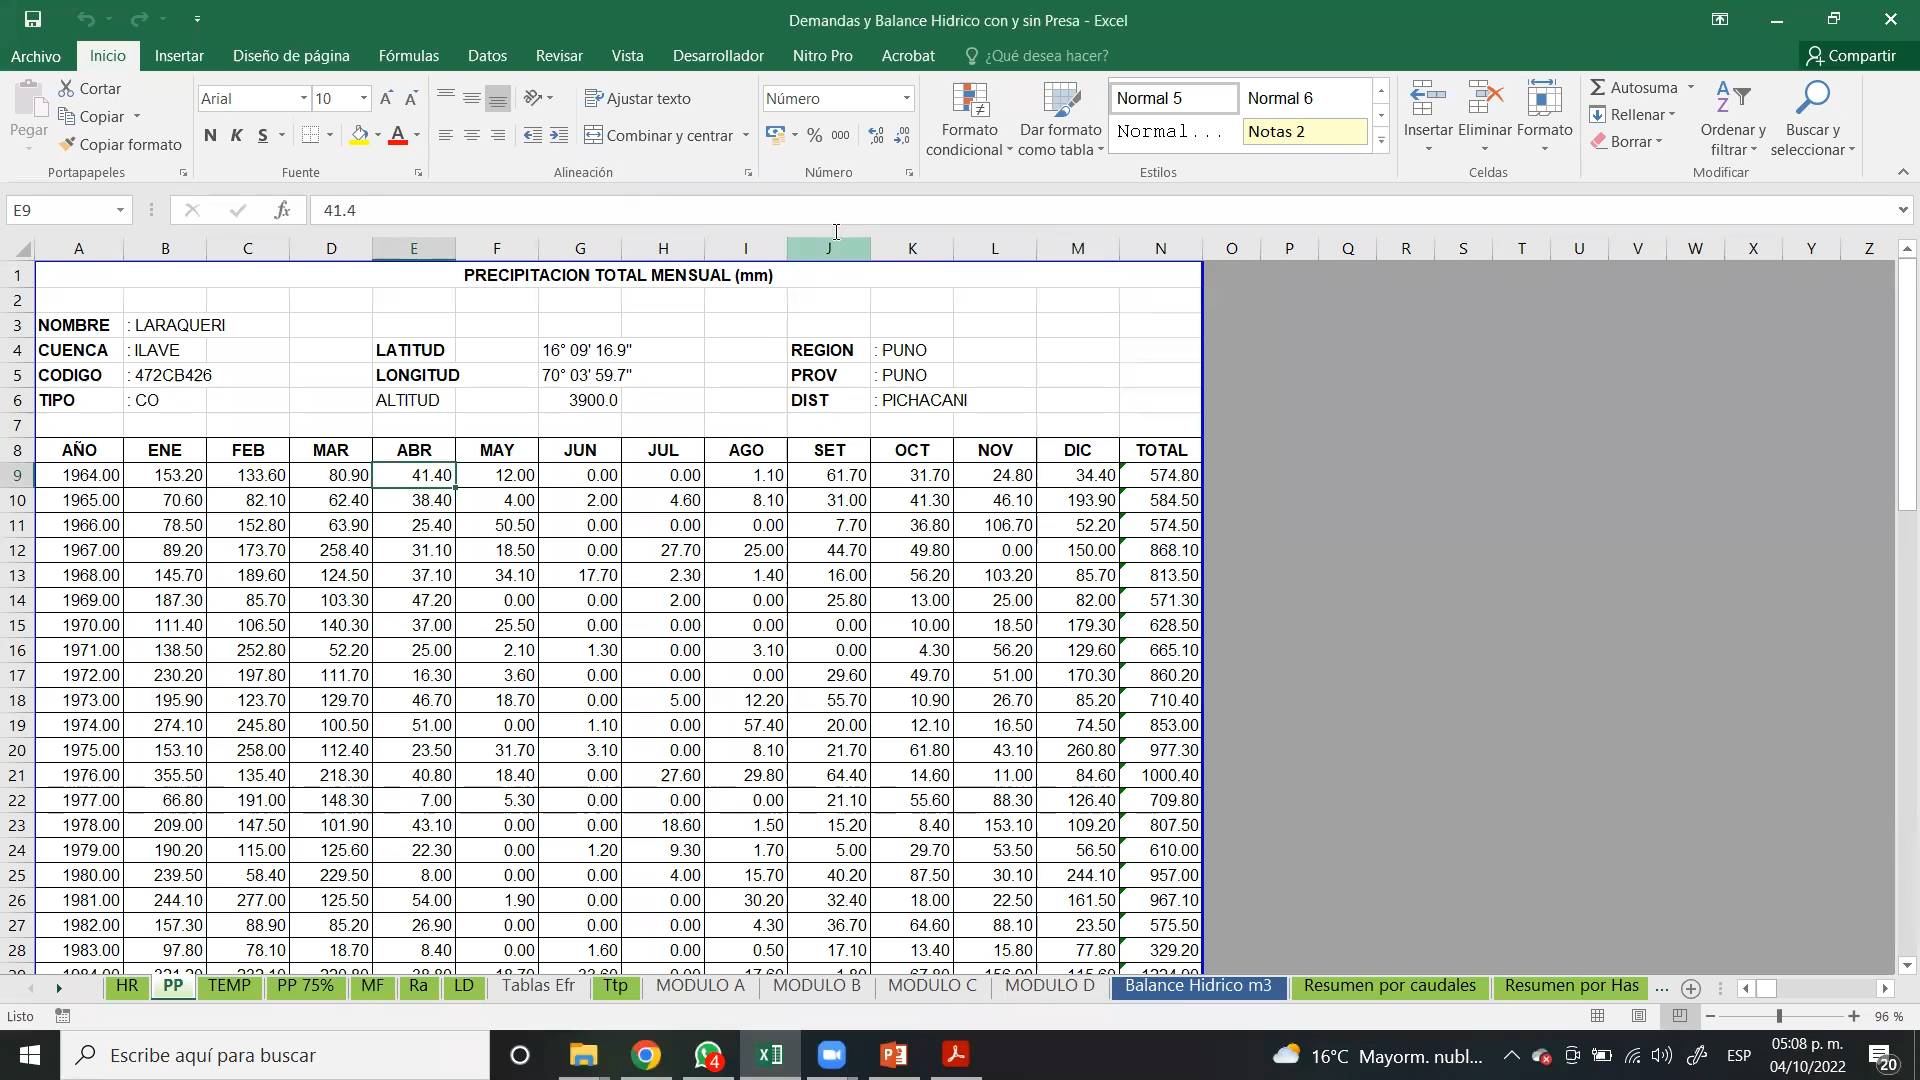 Demandas y Balance Hidrico con y sin Presa - Excel
Archivo Inicio Insertar Diseño de página Fórmulas Datos Revisar Vista Desarrollador Nitro Pro Acrobat ¿Qué desea hacer? Compartir
Pegar Cortar Copiar Copiar formato Portapapeles
Arial 10 N K S Fuente
Ajustar texto Combinar y centrar Alineación
Número % 000 Número
Formato condicional Dar formato como tabla Normal 5 Normal 6 Normal... Notas 2 Estilos
Insertar Eliminar Formato Celdas
Autosuma Rellenar Borrar Ordenar y filtrar Buscar y seleccionar Modificar
E9 fx 41.4
A B C D E F G H I J K L M N O P Q R S T U V W X Y Z
1 PRECIPITACION TOTAL MENSUAL (mm)
2
3 NOMBRE : LARAQUERI
4 CUENCA : ILAVE LATITUD 16° 09' 16.9" REGION : PUNO
5 CODIGO : 472CB426 LONGITUD 70° 03' 59.7" PROV : PUNO
6 TIPO : CO ALTITUD 3900.0 DIST : PICHACANI
7
8 AÑO ENE FEB MAR ABR MAY JUN JUL AGO SET OCT NOV DIC TOTAL
9 1964.00 153.20 133.60 80.90 41.40 12.00 0.00 0.00 1.10 61.70 31.70 24.80 34.40 574.80
10 1965.00 70.60 82.10 62.40 38.40 4.00 2.00 4.60 8.10 31.00 41.30 46.10 193.90 584.50
11 1966.00 78.50 152.80 63.90 25.40 50.50 0.00 0.00 0.00 7.70 36.80 106.70 52.20 574.50
12 1967.00 89.20 173.70 258.40 31.10 18.50 0.00 27.70 25.00 44.70 49.80 0.00 150.00 868.10
13 1968.00 145.70 189.60 124.50 37.10 34.10 17.70 2.30 1.40 16.00 56.20 103.20 85.70 813.50
14 1969.00 187.30 85.70 103.30 47.20 0.00 0.00 2.00 0.00 25.80 13.00 25.00 82.00 571.30
15 1970.00 111.40 106.50 140.30 37.00 25.50 0.00 0.00 0.00 0.00 10.00 18.50 179.30 628.50
16 1971.00 138.50 252.80 52.20 25.00 2.10 1.30 0.00 3.10 0.00 4.30 56.20 129.60 665.10
17 1972.00 230.20 197.80 111.70 16.30 3.60 0.00 0.00 0.00 29.60 49.70 51.00 170.30 860.20
18 1973.00 195.90 123.70 129.70 46.70 18.70 0.00 5.00 12.20 55.70 10.90 26.70 85.20 710.40
19 1974.00 274.10 245.80 100.50 51.00 0.00 1.10 0.00 57.40 20.00 12.10 16.50 74.50 853.00
20 1975.00 153.10 258.00 112.40 23.50 31.70 3.10 0.00 8.10 21.70 61.80 43.10 260.80 977.30
21 1976.00 355.50 135.40 218.30 40.80 18.40 0.00 27.60 29.80 64.40 14.60 11.00 84.60 1000.40
22 1977.00 66.80 191.00 148.30 7.00 5.30 0.00 0.00 0.00 21.10 55.60 88.30 126.40 709.80
23 1978.00 209.00 147.50 101.90 43.10 0.00 0.00 18.60 1.50 15.20 8.40 153.10 109.20 807.50
24 1979.00 190.20 115.00 125.60 22.30 0.00 1.20 9.30 1.70 5.00 29.70 53.50 56.50 610.00
25 1980.00 239.50 58.40 229.50 8.00 0.00 0.00 4.00 15.70 40.20 87.50 30.10 244.10 957.00
26 1981.00 244.10 277.00 125.50 54.00 1.90 0.00 0.00 30.20 32.40 18.00 22.50 161.50 967.10
27 1982.00 157.30 88.90 85.20 26.90 0.00 0.00 0.00 4.30 36.70 64.60 88.10 23.50 575.50
28 1983.00 97.80 78.10 18.70 8.40 0.00 1.60 0.00 0.50 17.10 13.40 15.80 77.80 329.20
HR PP TEMP PP 75% MF Ra LD Tablas Efr Ttp MODULO A MODULO B MODULO C MODULO D Balance Hidrico m3 Resumen por caudales Resumen por Has ...
Listo 96 %
Escribe aquí para buscar 4 16°C Mayorm. nubl... ESP 05:08 p. m. 04/10/2022 20